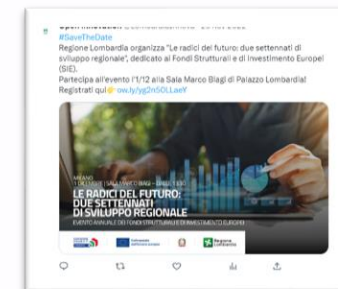 #SaveTheDate
Regione Lombardia organizza "Le radici del futuro: due settennati di
sviluppo regionale", dedicato ai Fondi Strutturali e di Investimento Europei
(SIE).
Partecipa all'evento l'1/12 alla Sala Marco Biagi di Palazzo Lombardia!
Registrati qui ow.ly/yg2n50LLaeY
MILANO
LE RADICI DEL FUTURO:
DUE SETTENNATI
DI SVILUPPO REGIONALE
EVENTO ANNUALE DEI FONDI STRUTTURALI E DI INVESTIMENTO EUROPEI
Regione
Lombardia